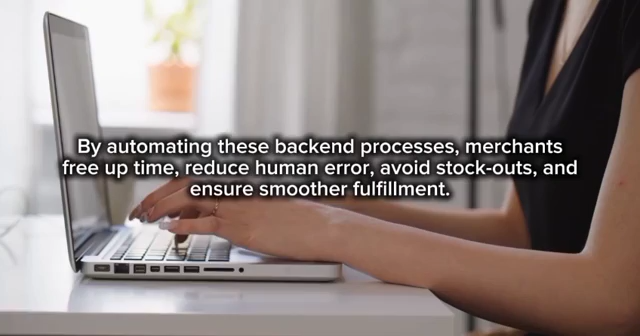 By automating these backend processes, merchants
free up time, reduce human error, avoid stock-outs, and
ensure smoother fulfillment.